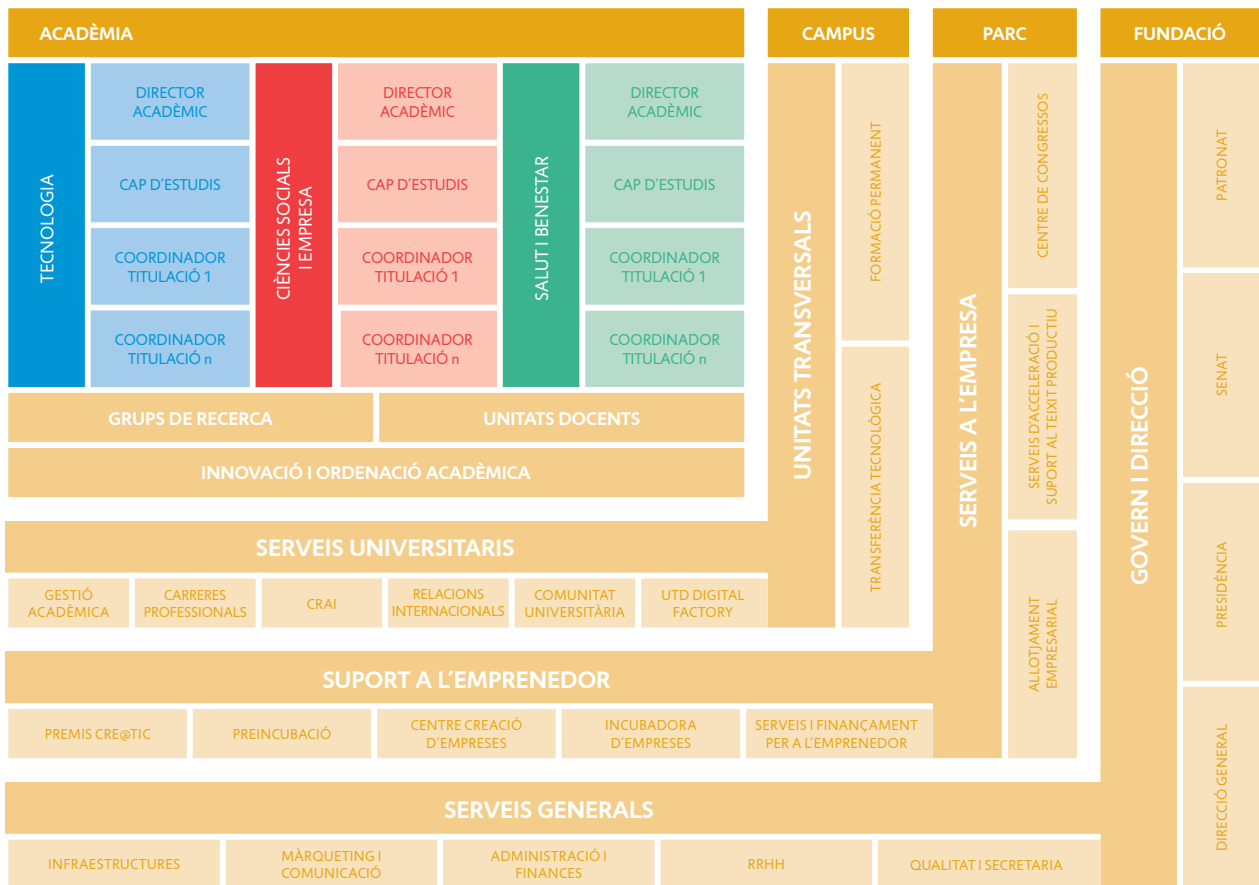 ACADÈMIA
CAMPUS
PARC
FUNDACIÓ
TECNOLOGIA
DIRECTOR
ACADÈMIC
CAP D'ESTUDIS
COORDINADOR
TITULACIÓ 1
COORDINADOR
TITULACIÓ n
CIÈNCIES SOCIALS
I EMPRESA
DIRECTOR
ACADÈMIC
CAP D'ESTUDIS
COORDINADOR
TITULACIÓ 1
COORDINADOR
TITULACIÓ n
SALUT I BENESTAR
DIRECTOR
ACADÈMIC
CAP D'ESTUDIS
COORDINADOR
TITULACIÓ 1
COORDINADOR
TITULACIÓ n
GRUPS DE RECERCA
UNITATS DOCENTS
INNOVACIÓ I ORDENACIÓ ACADÈMICA
UNITATS TRANSVERSALS
FORMACIÓ PERMANENT
TRANSFERÈNCIA TECNOLÒGICA
SERVEIS A L'EMPRESA
CENTRE DE CONGRESSOS
SERVEIS D'ACCELERACIÓ I
SUPORT AL TEIXIT PRODUCTIU
ALLOTJAMENT
EMPRESARIAL
GOVERN I DIRECCIÓ
PATRONAT
SENAT
PRESIDÈNCIA
DIRECCIÓ GENERAL
SERVEIS UNIVERSITARIS
GESTIÓ
ACADÈMICA
CARRERES
PROFESSIONALS
CRAI
RELACIONS
INTERNACIONALS
COMUNITAT
UNIVERSITÀRIA
UTD DIGITAL
FACTORY
SUPORT A L'EMPRENEDOR
PREMIS CRE@TIC
PREINCUBACIÓ
CENTRE CREACIÓ
D'EMPRESES
INCUBADORA
D'EMPRESES
SERVEIS I FINANÇAMENT
PER A L'EMPRENEDOR
SERVEIS GENERALS
INFRAESTRUCTURES
MÀRQUETING I
COMUNICACIÓ
ADMINISTRACIÓ I
FINANCES
RRHH
QUALITAT I SECRETARIA